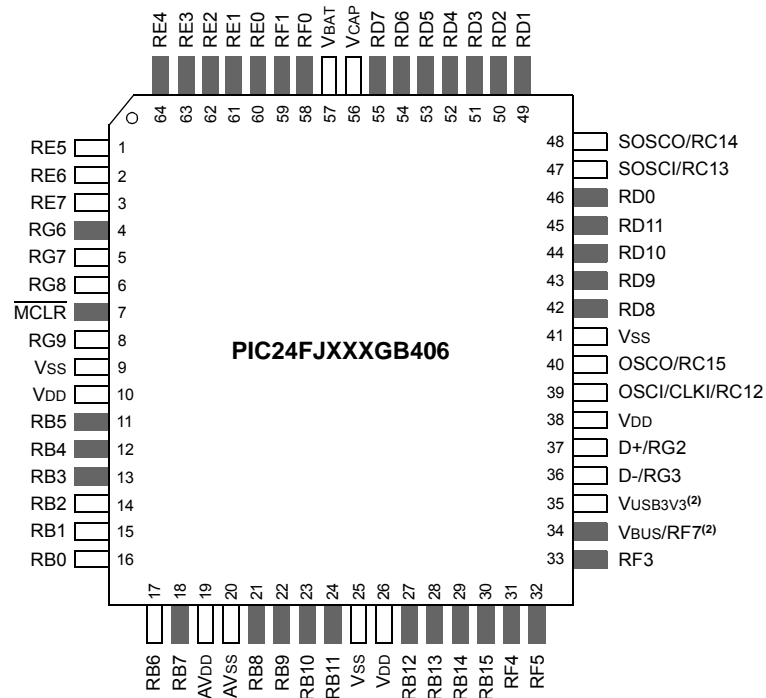 RE4 RE3 RE2 RE1 RE0 RF1 RF0 VBAT VCAP RD7 RD6 RD5 RD4 RD3 RD2 RD1
64 63 62 61 60 59 58 57 56 55 54 53 52 51 50 49
RE5 1
RE6 2
RE7 3
RG6 4
RG7 5
RG8 6
MCLR 7
RG9 8
VSS 9
VDD 10
RB5 11
RB4 12
RB3 13
RB2 14
RB1 15
RB0 16
PIC24FJXXXGB406
48 SOSCO/RC14
47 SOSCI/RC13
46 RD0
45 RD11
44 RD10
43 RD9
42 RD8
41 VSS
40 OSCO/RC15
39 OSCI/CLKI/RC12
38 VDD
37 D+/RG2
36 D-/RG3
35 VUSB3V3(2)
34 VBUS/RF7(2)
33 RF3
17 18 19 20 21 22 23 24 25 26 27 28 29 30 31 32
RB6 RB7 AVDD AVSS RB8 RB9 RB10 RB11 VSS VDD RB12 RB13 RB14 RB15 RF4 RF5